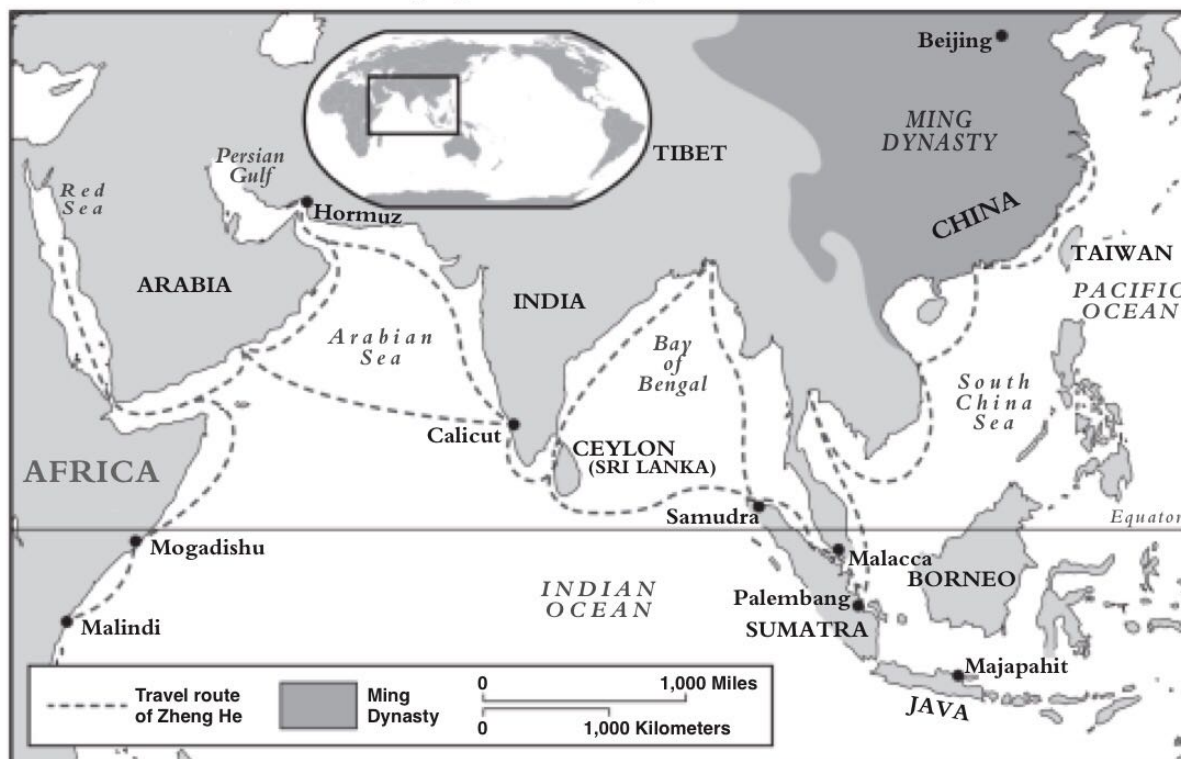 Beijing
MING
DYNASTY
TIBET
Persian
Gulf
Red
Sea
Hormuz
CHINA
TAIWAN
ARABIA
INDIA
PACIFIC
OCEAN
Arabian
Sea
Bay
of
Bengal
South
China
Sea
Calicut
CEYLON
(SRI LANKA)
AFRICA
Samudra
Equator
Mogadishu
Malacca
BORNEO
INDIAN
OCEAN
Palembang
SUMATRA
Malindi
Majapahit
JAVA
Travel route
of Zheng He
Ming
Dynasty
0 1,000 Miles
0 1,000 Kilometers